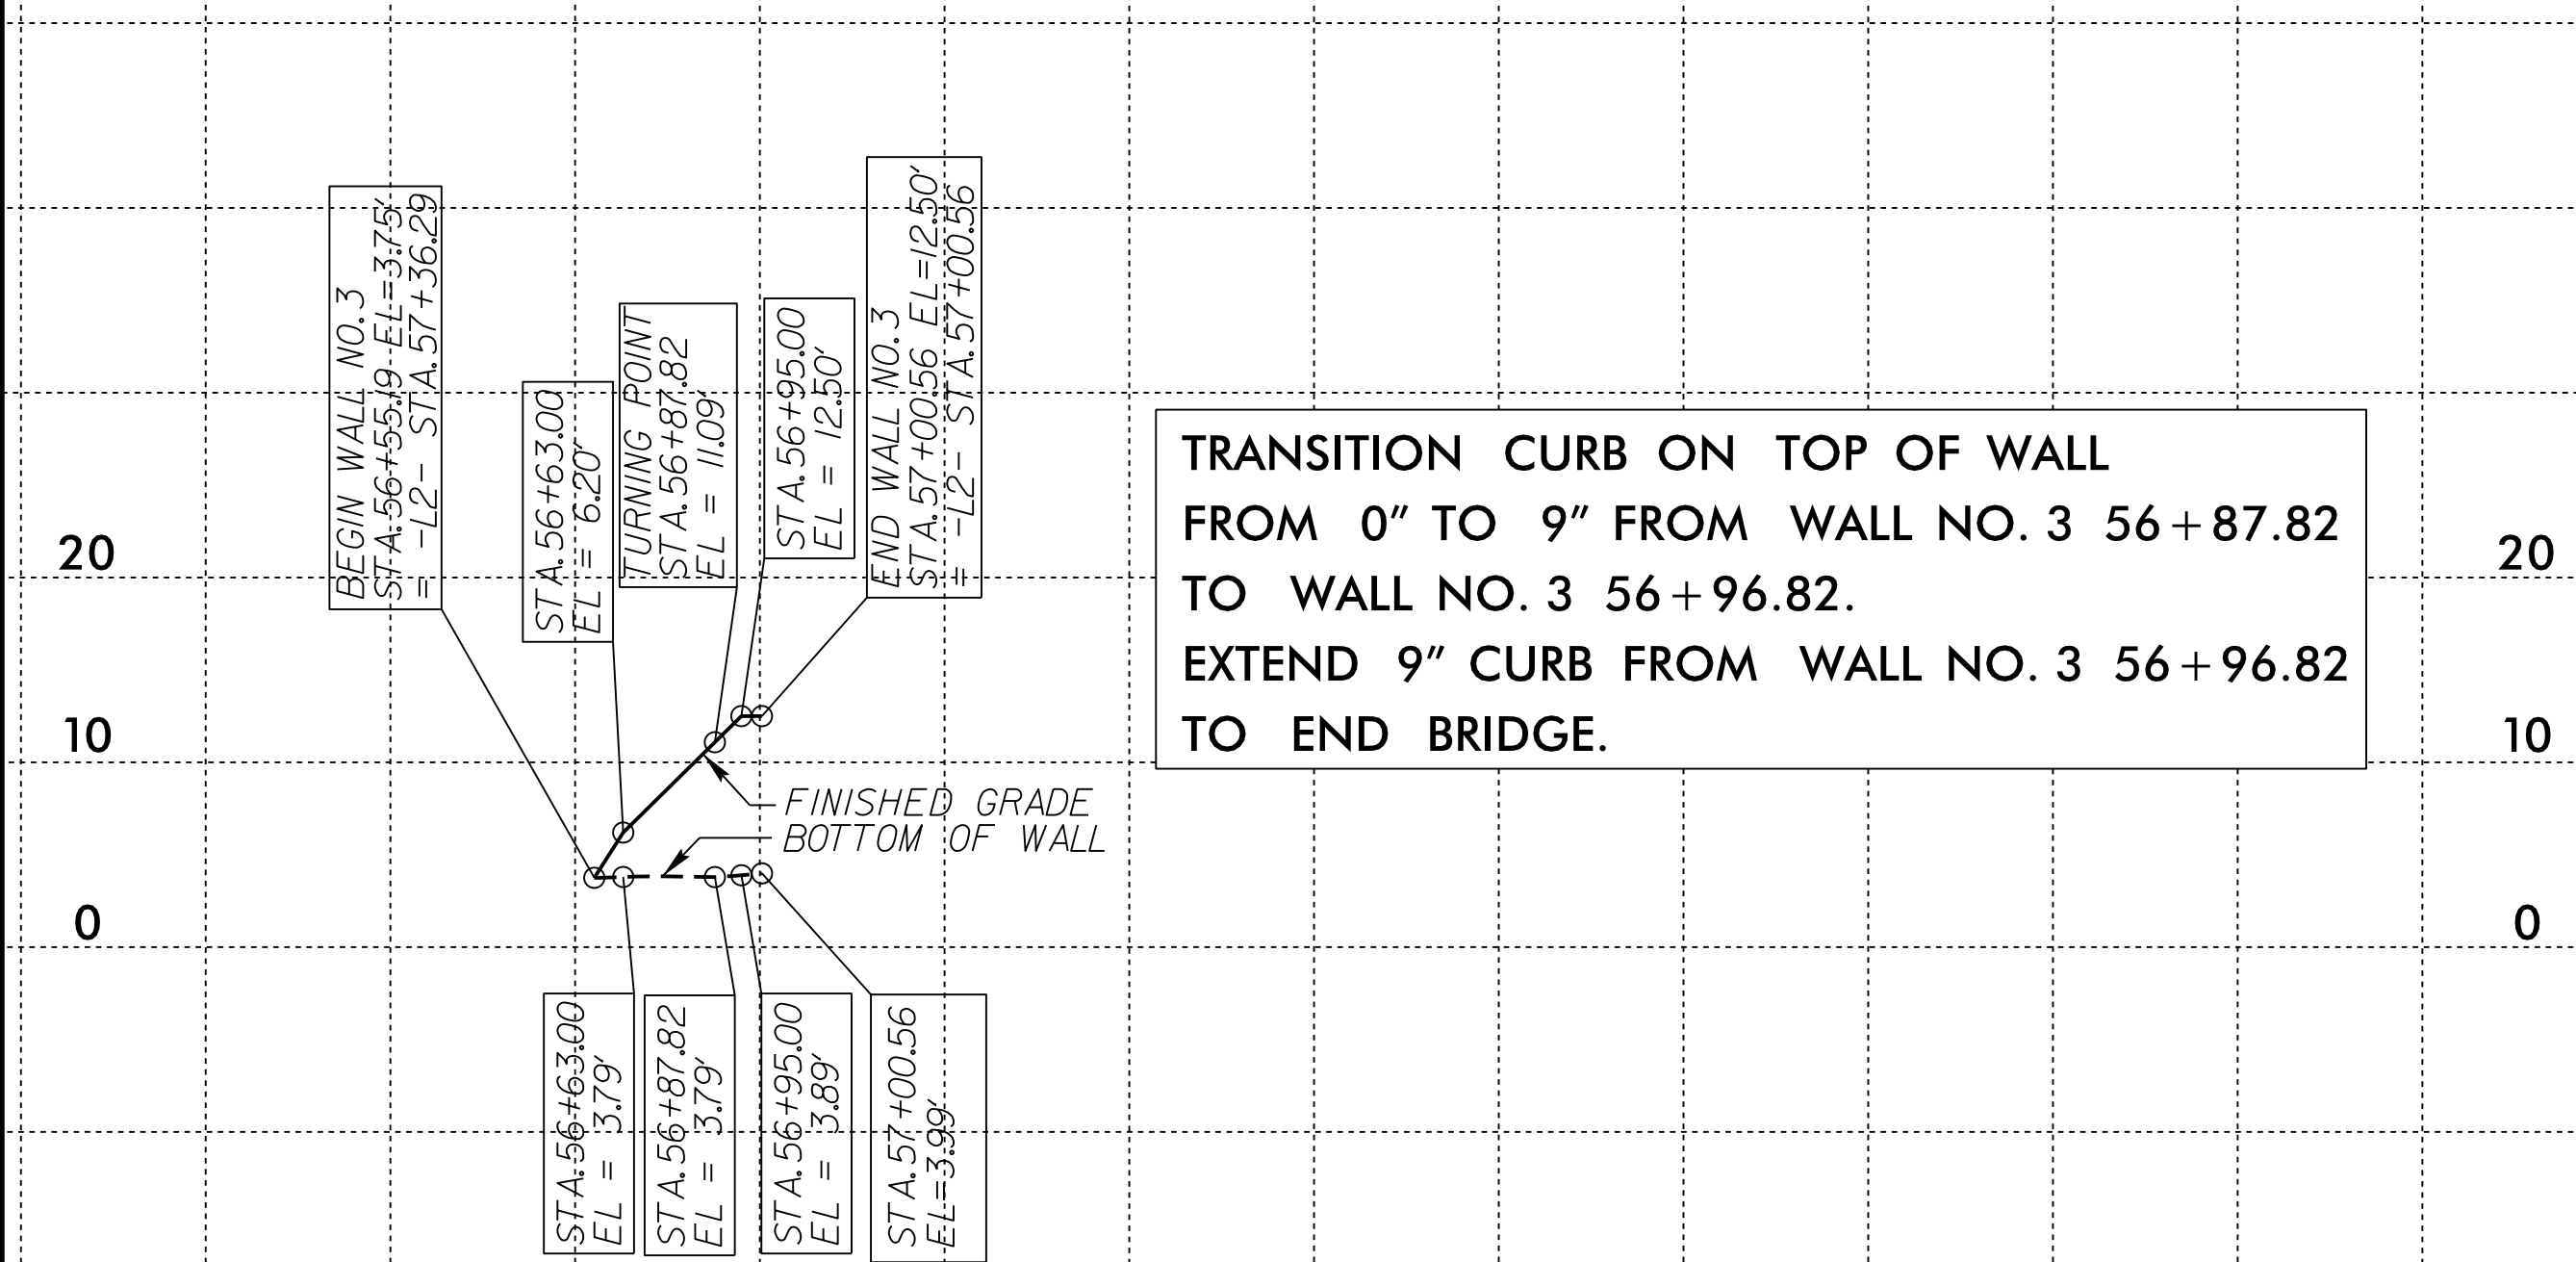 BEGIN WALL NO.3
STA.56+55.19 EL=3.75'
= -L2- STA.57+36.29
STA.56+63.00
EL = 6.20'
TURNING POINT
STA.56+87.82
EL = 11.09'
STA.56+95.00
EL = 12.50'
END WALL NO.3
STA.57+00.56 EL=12.50'
= -L2- STA.57+00.56
TRANSITION CURB ON TOP OF WALL
FROM 0" TO 9" FROM WALL NO. 3 56+87.82
TO WALL NO. 3 56+96.82.
EXTEND 9" CURB FROM WALL NO. 3 56+96.82
TO END BRIDGE.
20
20
10
10
FINISHED GRADE
BOTTOM OF WALL
0
0
STA.56+63.00
EL = 3.79'
STA.56+87.82
EL = 3.79'
STA.56+95.00
EL = 3.89'
STA.57+00.56
EL=3.99'